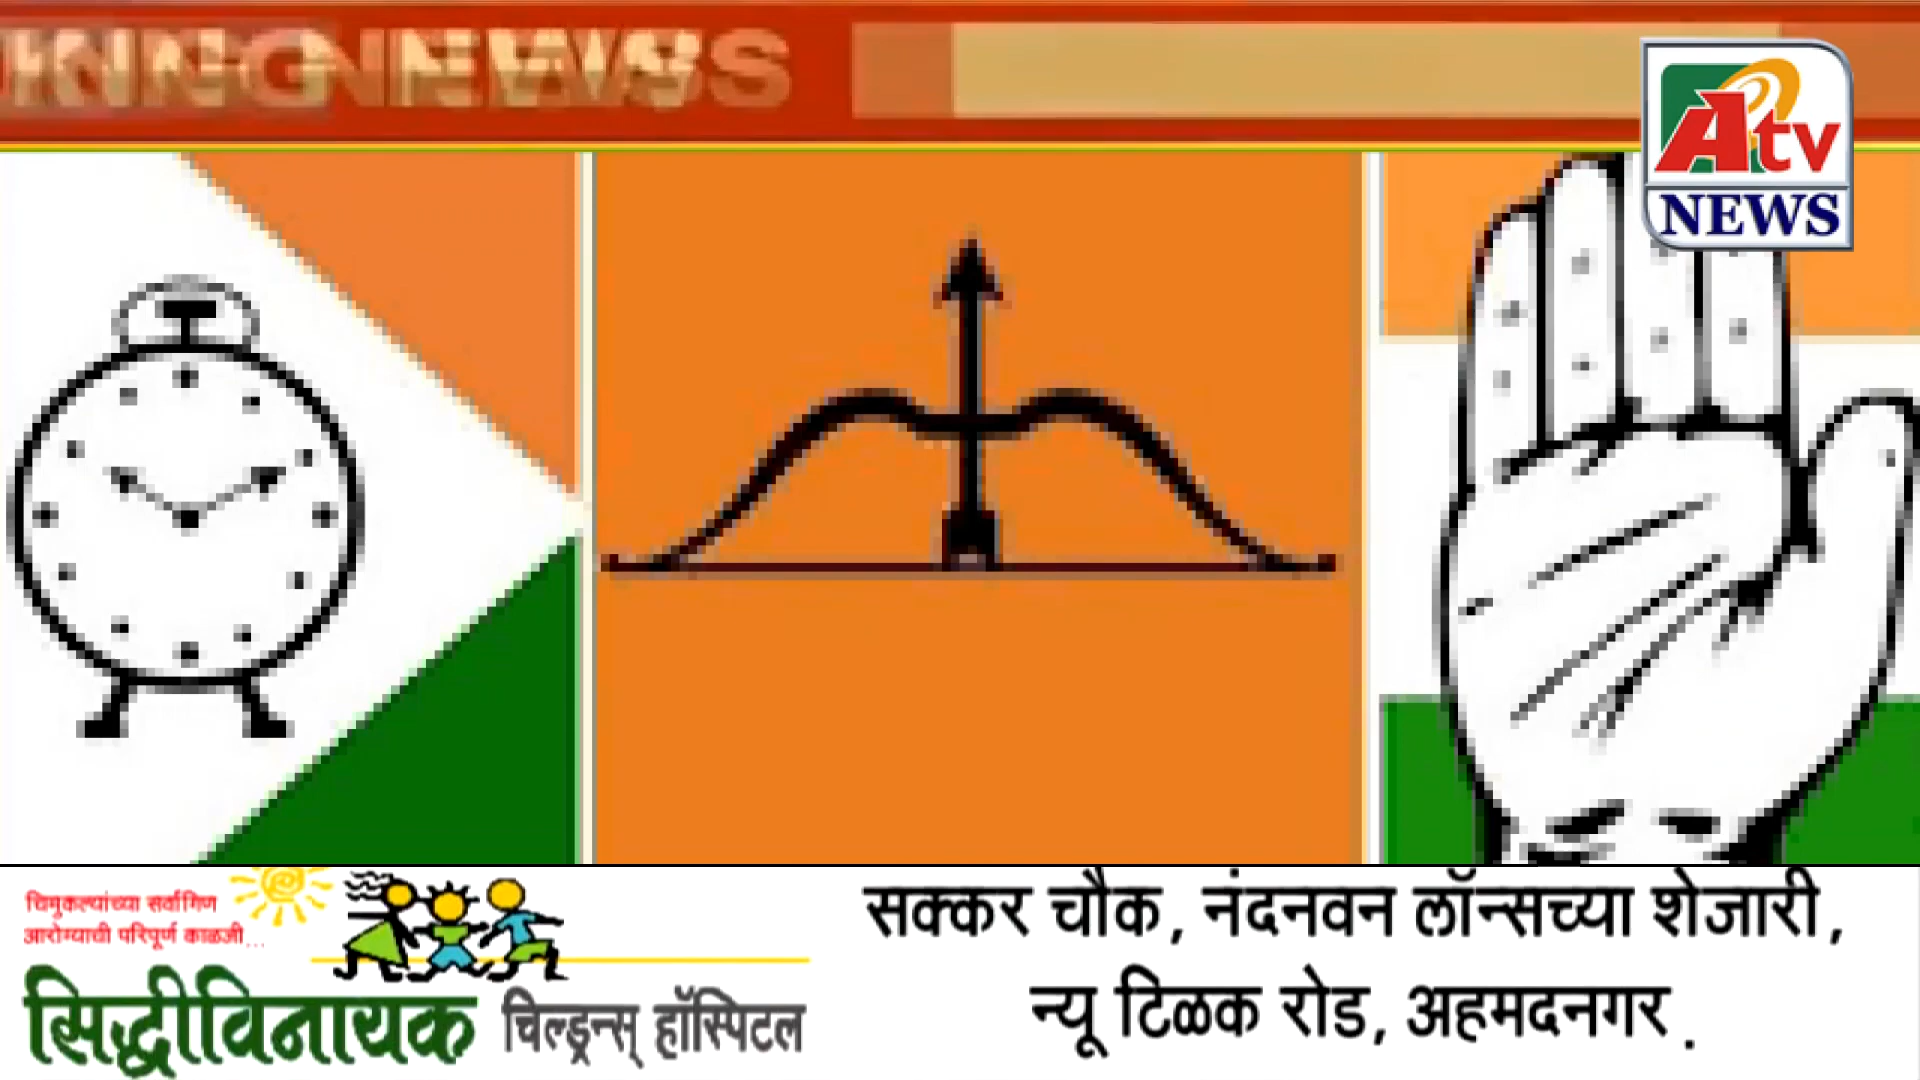 NEWS
Atv
NEWS
चिमुकल्यांच्या सर्वांगिण
आरोग्याची परिपूर्ण काळजी...
सिद्धीविनायक चिल्ड्रन्स् हॉस्पिटल
सक्कर चौक, नंदनवन लॉन्सच्या शेजारी,
न्यू टिळक रोड, अहमदनगर.